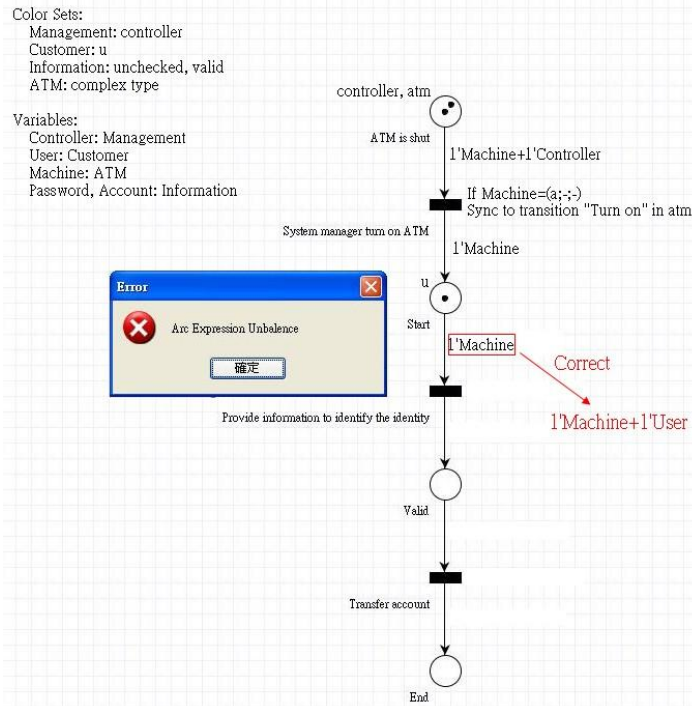 Color Sets:
Management: controller
Customer: u
Information: unchecked, valid
ATM: complex type
Variables:
Controller: Management
User: Customer
Machine: ATM
Password, Account: Information
controller, atm
ATM is shut
1'Machine+1'Controller
If Machine=(a;-;-)
Sync to transition "Turn on" in atm
System manager turn on ATM
1'Machine
u
Start
Error
Arc Expression Unbalence
確定
1'Machine
Correct
1'Machine+1'User
Provide information to identify the identity
Valid
Transfer account
End